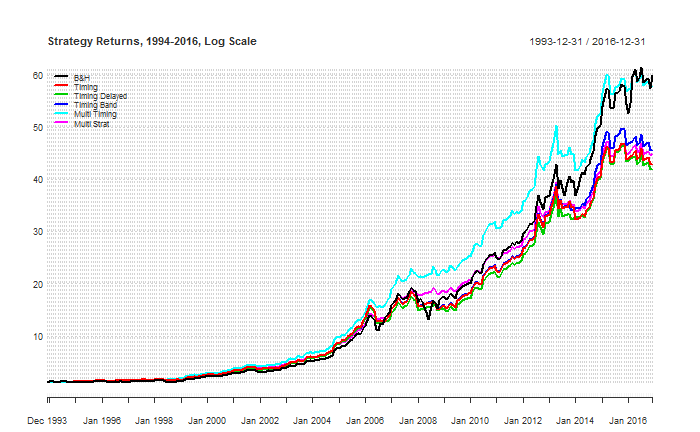 Strategy Returns, 1994-2016, Log Scale
1993-12-31 / 2016-12-31
60
50
40
30
20
10
B&H
Timing
Timing Delayed
Timing Band
Multi Timing
Multi Strat
Dec 1993 Jan 1996 Jan 1998 Jan 2000 Jan 2002 Jan 2004 Jan 2006 Jan 2008 Jan 2010 Jan 2012 Jan 2014 Jan 2016